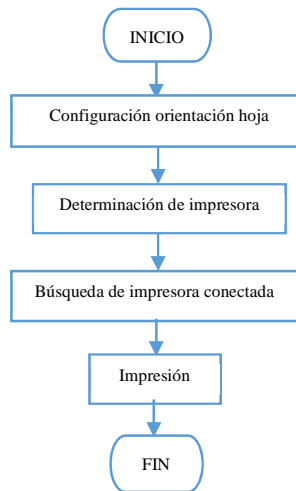 INICIO
Configuración orientación hoja
Determinación de impresora
Búsqueda de impresora conectada
Impresión
FIN